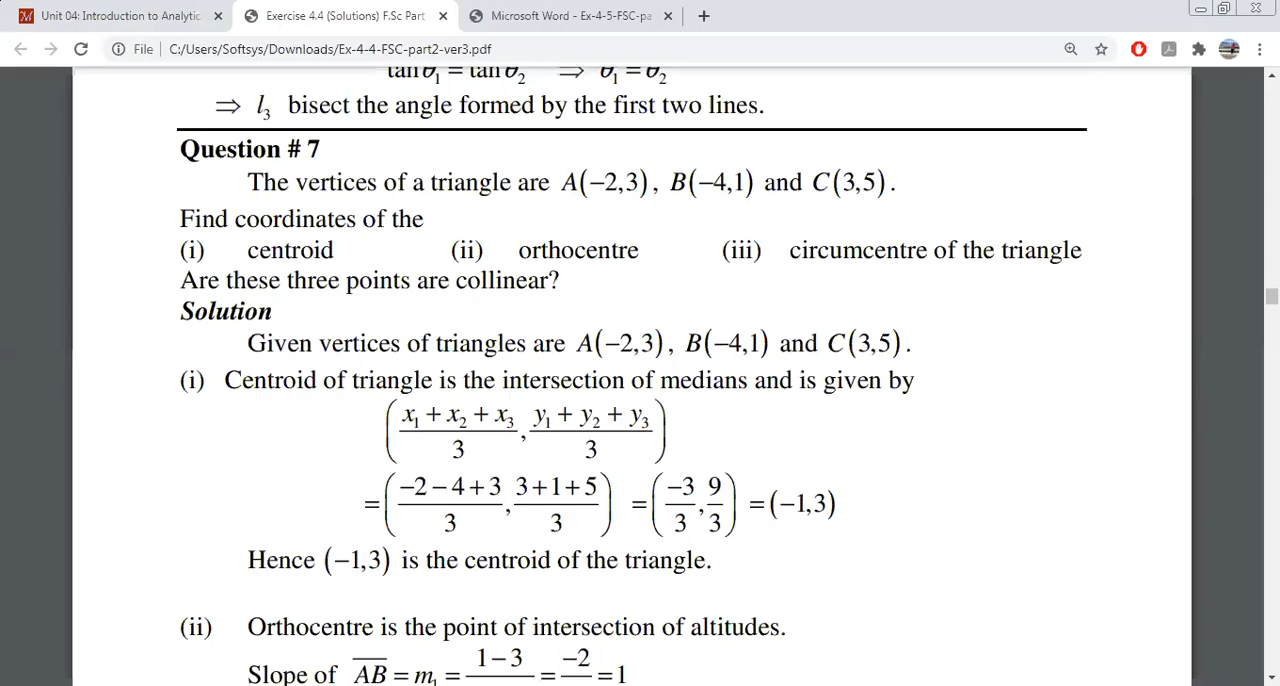 Unit 04: Introduction to Analytic
Exercise 4.4 (Solutions) F.Sc Part
Microsoft Word - Ex-4-5-FSC-pa
File C:/Users/Softsys/Downloads/Ex-4-4-FSC-part2-ver3.pdf
tan θ₁ = tan θ₂ ⇒ θ₁ = θ₂
⇒ l₃ bisect the angle formed by the first two lines.
Question # 7
The vertices of a triangle are A(−2,3), B(−4,1) and C(3,5).
Find coordinates of the
(i) centroid (ii) orthocentre (iii) circumcentre of the triangle
Are these three points are collinear?
Solution
Given vertices of triangles are A(−2,3), B(−4,1) and C(3,5).
(i) Centroid of triangle is the intersection of medians and is given by
((x₁ + x₂ + x₃)/3, (y₁ + y₂ + y₃)/3)
= ((−2 − 4 + 3)/3, (3 + 1 + 5)/3) = (−3/3, 9/3) = (−1,3)
Hence (−1,3) is the centroid of the triangle.
(ii) Orthocentre is the point of intersection of altitudes.
Slope of AB = m₁ = 1 − 3 = −2 = 1